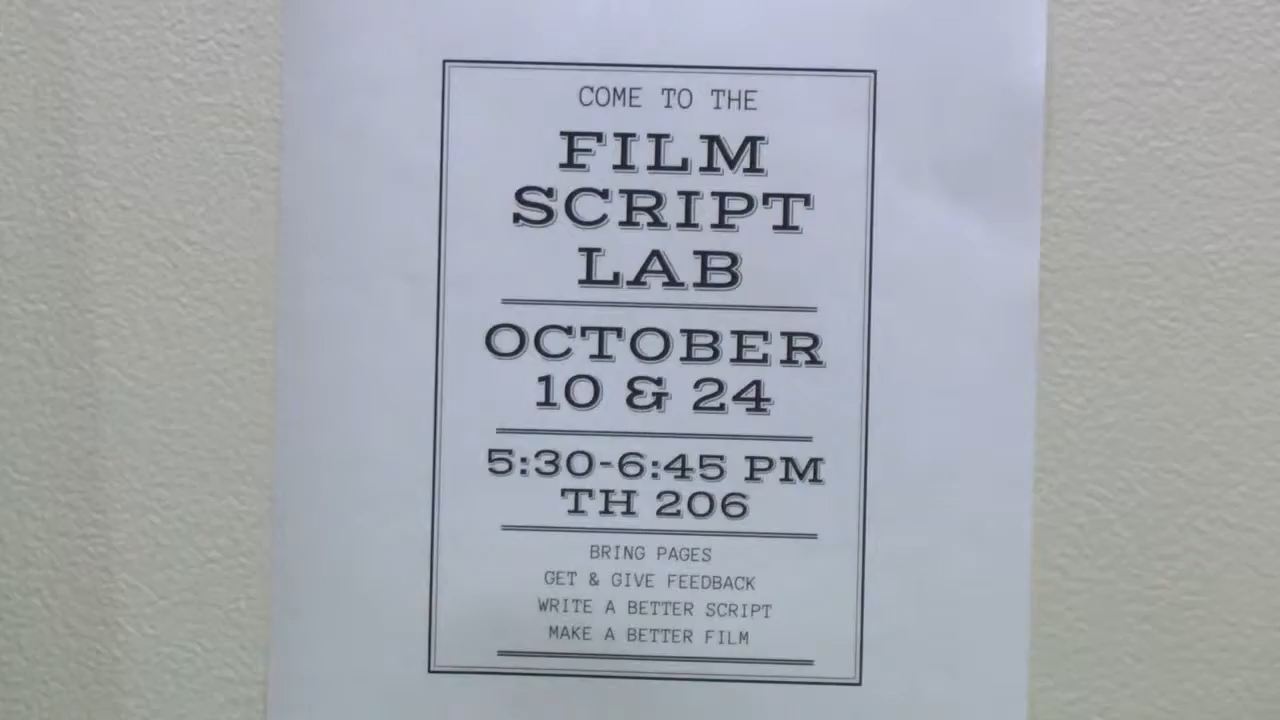 COME TO THE
FILM
SCRIPT
LAB
OCTOBER
10 & 24
5:30-6:45 PM
TH 206
BRING PAGES
GET & GIVE FEEDBACK
WRITE A BETTER SCRIPT
MAKE A BETTER FILM